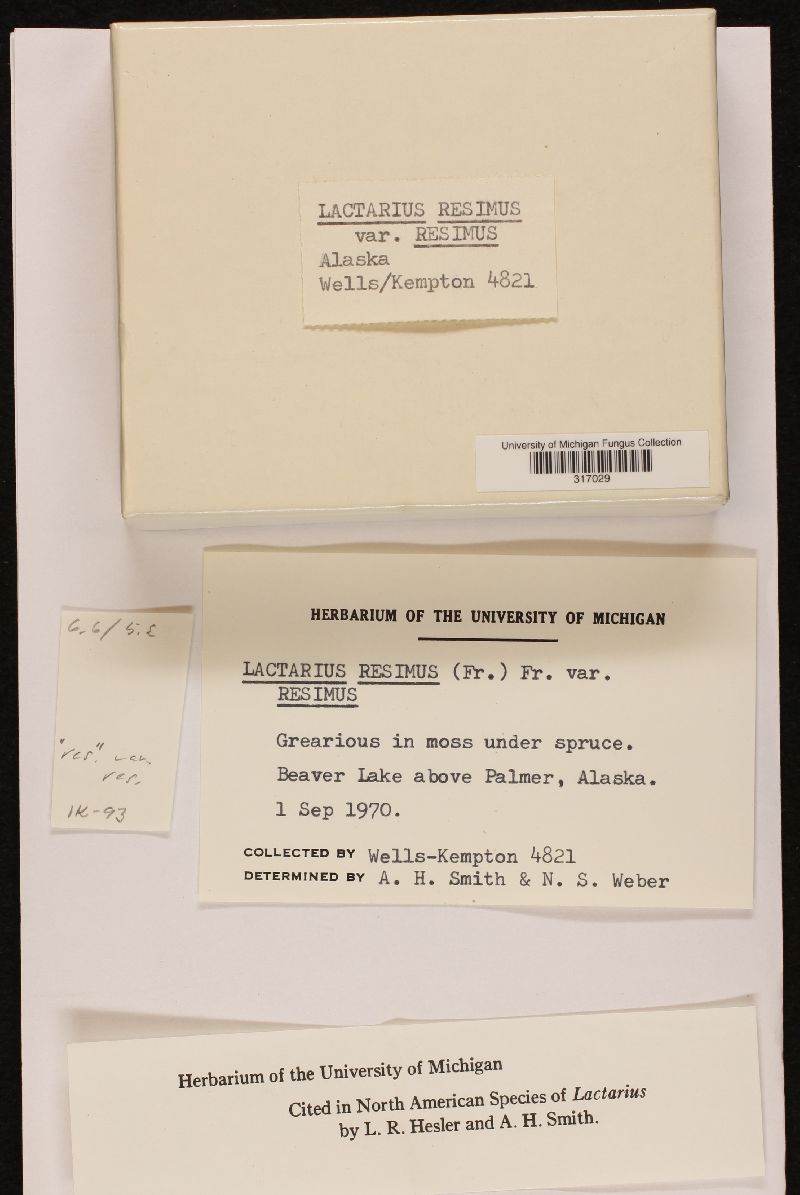 LACTARIUS RESIMUS
var. RESIMUS
Alaska
Wells/Kempton 4821
University of Michigan Fungus Collection
317029
HERBARIUM OF THE UNIVERSITY OF MICHIGAN
LACTARIUS RESIMUS (Fr.) Fr. var.
RESIMUS
Grearious in moss under spruce.
Beaver Lake above Palmer, Alaska.
1 Sep 1970.
COLLECTED BY Wells-Kempton 4821
DETERMINED BY A. H. Smith & N. S. Weber
"res." var.
res.
1K-93
Herbarium of the University of Michigan
Cited in North American Species of Lactarius
by L. R. Hesler and A. H. Smith.